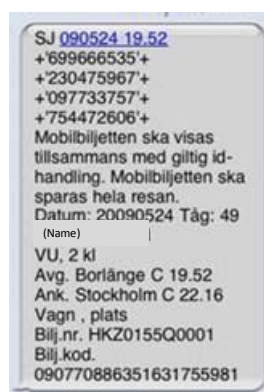 SJ 090524 19.52
+'699666535'+
+'230475967'+
+'097733757'+
+'754472606'+
Mobilbiljetten ska visas
tillsammans med giltig id-
handling. Mobilbiljetten ska
sparas hela resan.
Datum: 20090524 Tåg: 49
(Name)
VU, 2 kl
Avg. Borlänge C 19.52
Ank. Stockholm C 22.16
Vagn , plats
Bilj.nr. HKZ0155Q0001
Bilj.kod.
090770886351631755981